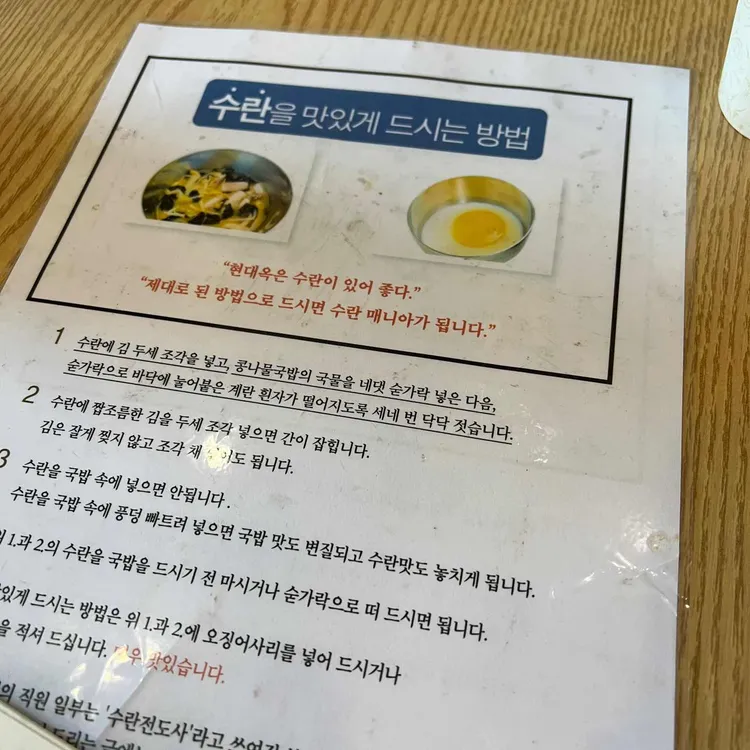 수란을 맛있게 드시는 방법
“현대옥은 수란이 있어 좋다.”
“제대로 된 방법으로 드시면 수란 매니아가 됩니다.”
1 수란에 김 두세 조각을 넣고, 콩나물국밥의 국물을 네댓 숟가락 넣은 다음,
숟가락으로 바닥에 눌어붙은 계란 흰자가 떨어지도록 세네 번 닥닥 젓습니다.
2 수란에 짭조름한 김을 두세 조각 넣으면 간이 잡힙니다.
김은 잘게 찢지 않고 조각 채 도 됩니다.
3 수란을 국밥 속에 넣으면 안됩니다.
수란을 국밥 속에 풍덩 빠트려 넣으면 국밥 맛도 변질되고 수란맛도 놓치게 됩니다.
위 1.과 2.의 수란을 국밥을 드시기 전 마시거나 숟가락으로 떠 드시면 됩니다.
있게 드시는 방법은 위 1.과 2.에 오징어사리를 넣어 드시거나
을 적셔 드십니다. 맛있습니다.
의 직원 일부는 '수란전도사'라고